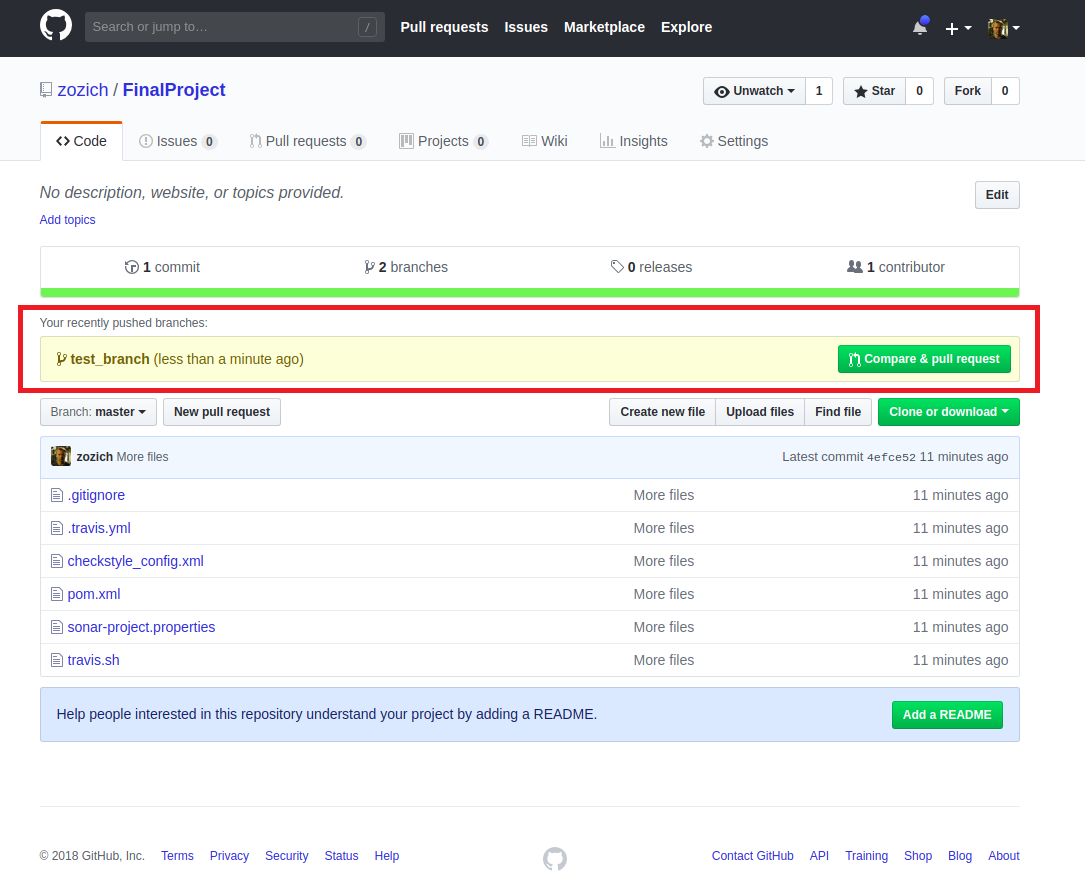 Search or jump to… / Pull requests Issues Marketplace Explore
zozich / FinalProject Unwatch 1 Star 0 Fork 0
Code Issues 0 Pull requests 0 Projects 0 Wiki Insights Settings
No description, website, or topics provided. Edit
Add topics
1 commit 2 branches 0 releases 1 contributor
Your recently pushed branches:
test_branch (less than a minute ago) Compare & pull request
Branch: master New pull request Create new file Upload files Find file Clone or download
zozich More files Latest commit 4efce52 11 minutes ago
.gitignore More files 11 minutes ago
.travis.yml More files 11 minutes ago
checkstyle_config.xml More files 11 minutes ago
pom.xml More files 11 minutes ago
sonar-project.properties More files 11 minutes ago
travis.sh More files 11 minutes ago
Help people interested in this repository understand your project by adding a README. Add a README
© 2018 GitHub, Inc. Terms Privacy Security Status Help Contact GitHub API Training Shop Blog About